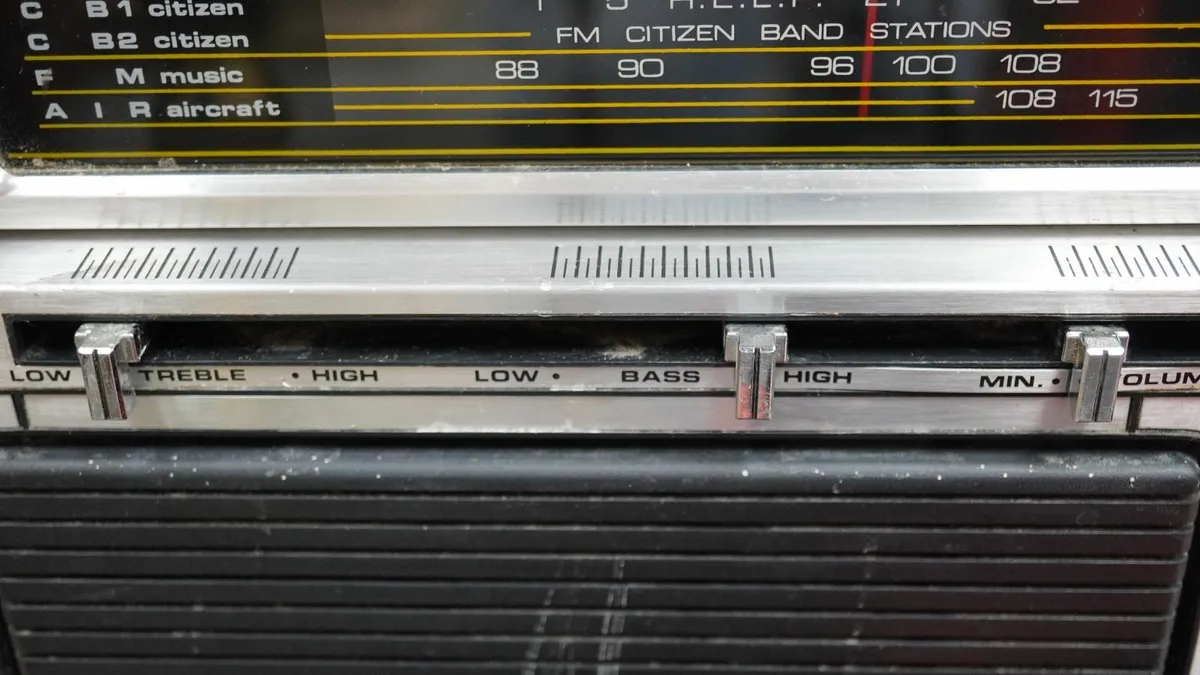 C B1 citizen
C B2 citizen FM CITIZEN BAND STATIONS
F M music 88 90 96 100 108
A I R aircraft 108 115
LOW TREBLE • HIGH LOW • BASS HIGH MIN. • OLUM